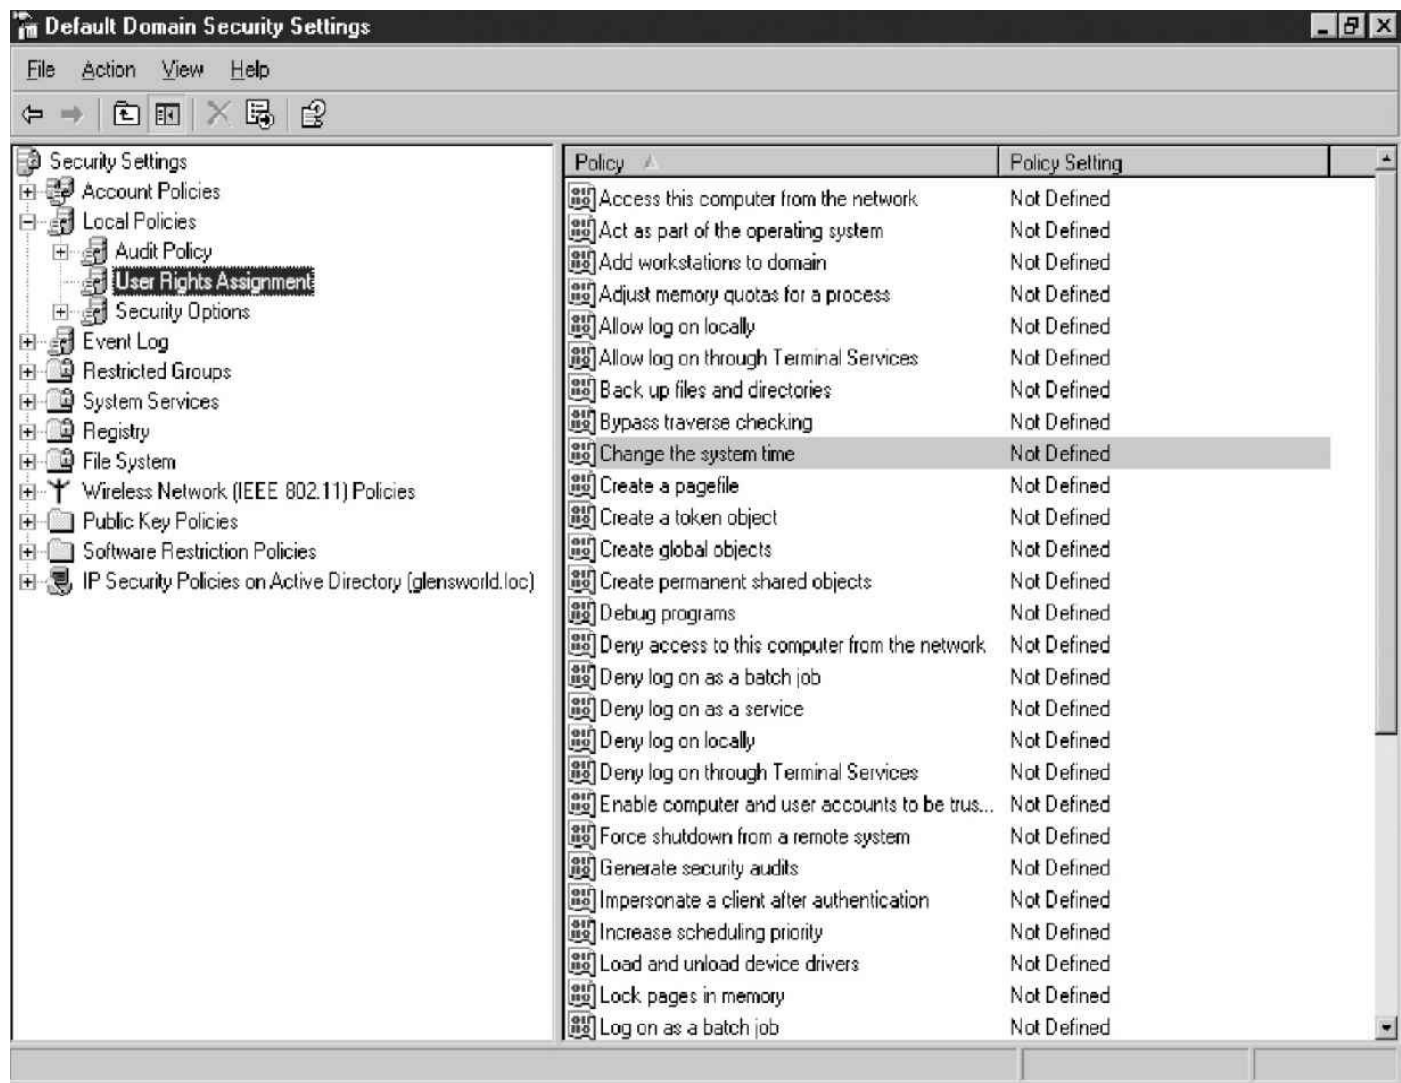 Default Domain Security Settings
File Action View Help
Security Settings
Account Policies
Local Policies
Audit Policy
User Rights Assignment
Security Options
Event Log
Restricted Groups
System Services
Registry
File System
Wireless Network (IEEE 802.11) Policies
Public Key Policies
Software Restriction Policies
IP Security Policies on Active Directory (glensworld.loc)
Policy Policy Setting
Access this computer from the network Not Defined
Act as part of the operating system Not Defined
Add workstations to domain Not Defined
Adjust memory quotas for a process Not Defined
Allow log on locally Not Defined
Allow log on through Terminal Services Not Defined
Back up files and directories Not Defined
Bypass traverse checking Not Defined
Change the system time Not Defined
Create a pagefile Not Defined
Create a token object Not Defined
Create global objects Not Defined
Create permanent shared objects Not Defined
Debug programs Not Defined
Deny access to this computer from the network Not Defined
Deny log on as a batch job Not Defined
Deny log on as a service Not Defined
Deny log on locally Not Defined
Deny log on through Terminal Services Not Defined
Enable computer and user accounts to be trus... Not Defined
Force shutdown from a remote system Not Defined
Generate security audits Not Defined
Impersonate a client after authentication Not Defined
Increase scheduling priority Not Defined
Load and unload device drivers Not Defined
Lock pages in memory Not Defined
Log on as a batch job Not Defined